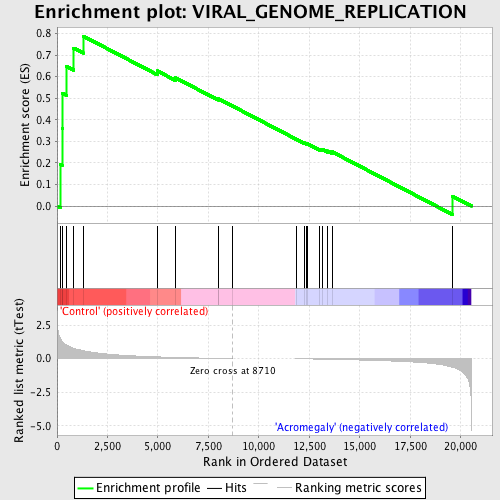 Enrichment plot: VIRAL_GENOME_REPLICATION
Enrichment score (ES)
0.8
0.7
0.6
0.5
0.4
0.3
0.2
0.1
0.0
'Control' (positively correlated)
Ranked list metric (tTest)
2.5
0.0
-2.5
-5.0
Zero cross at 8710
'Acromegaly' (negatively correlated)
0 2,500 5,000 7,500 10,000 12,500 15,000 17,500 20,000
Rank in Ordered Dataset
Enrichment profile Hits Ranking metric scores